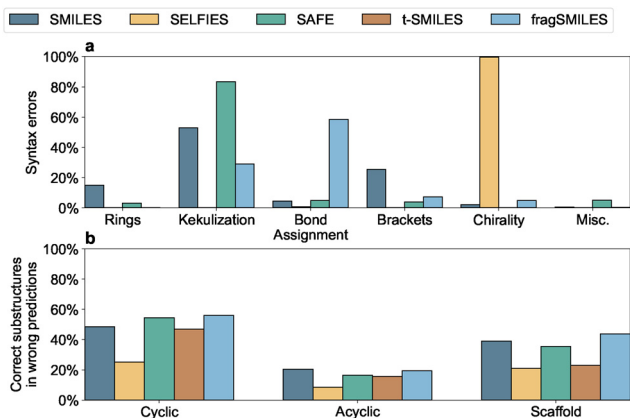 SMILES SELFIES SAFE t-SMILES fragSMILES
a
Syntax errors
100%
80%
60%
40%
20%
0%
Rings Kekulization Bond Assignment Brackets Chirality Misc.
b
Correct substructures
in wrong predictions
100%
80%
60%
40%
20%
0%
Cyclic Acyclic Scaffold